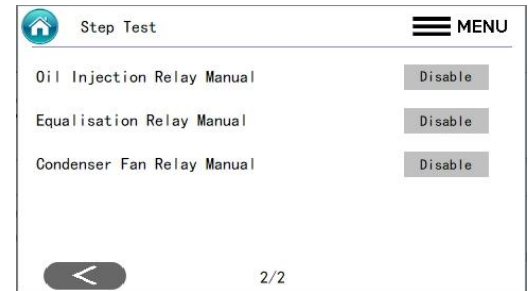 Step Test MENU
Oil Injection Relay Manual Disable
Equalisation Relay Manual Disable
Condenser Fan Relay Manual Disable
< 2/2